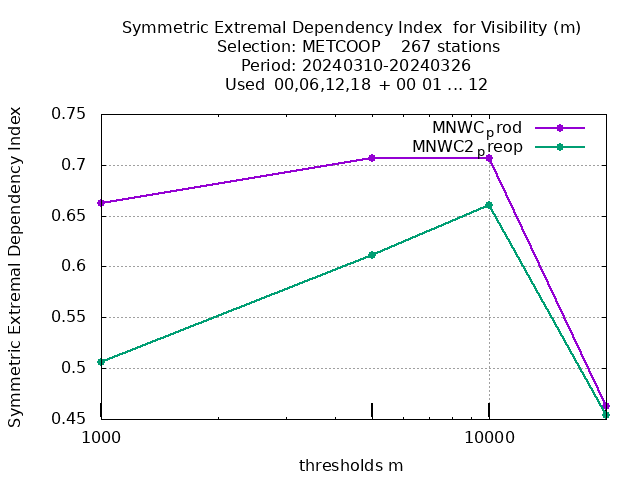 Symmetric Extremal Dependency Index  for Visibility (m)
Selection: METCOOP    267 stations
Period: 20240310-20240326
Used  00,06,12,18  + 00 01 ... 12
Symmetric Extremal Dependency Index
0.75
0.7
0.65
0.6
0.55
0.5
0.45
MNWCprod
MNWC2preop
1000
10000
thresholds m